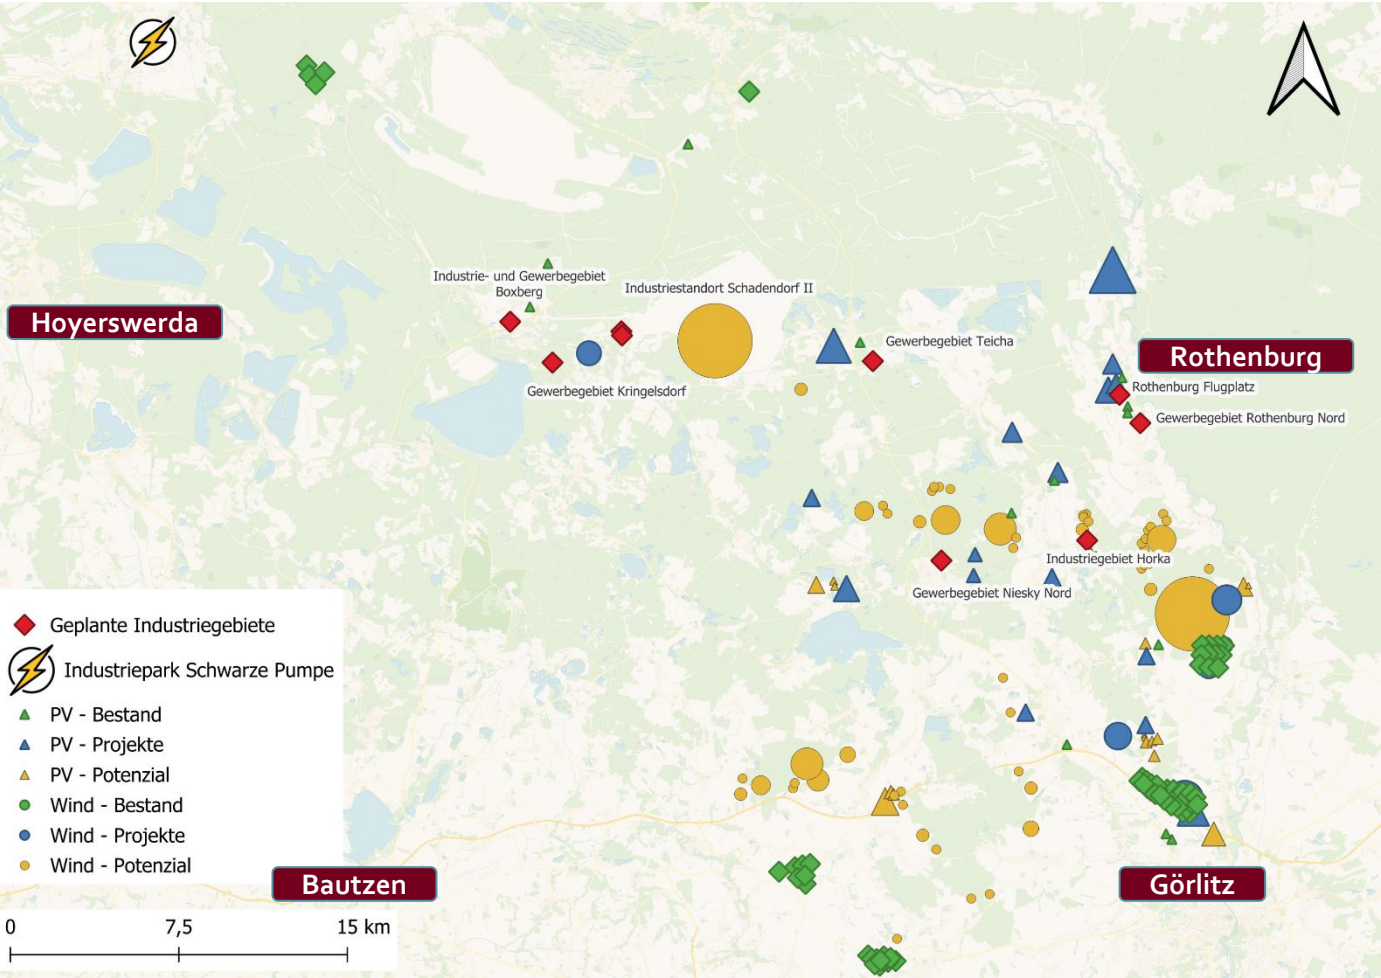 Industrie- und Gewerbegebiet
Boxberg
Industriestandort Schadendorf II
Hoyerswerda
Gewerbegebiet Teicha
Rothenburg
Gewerbegebiet Kringelsdorf
Rothenburg Flugplatz
Gewerbegebiet Rothenburg Nord
Industriegebiet Horka
Gewerbegebiet Niesky Nord
Geplante Industriegebiete
Industriepark Schwarze Pumpe
PV - Bestand
PV - Projekte
PV - Potenzial
Wind - Bestand
Wind - Projekte
Wind - Potenzial
Bautzen
Görlitz
0 7,5 15 km